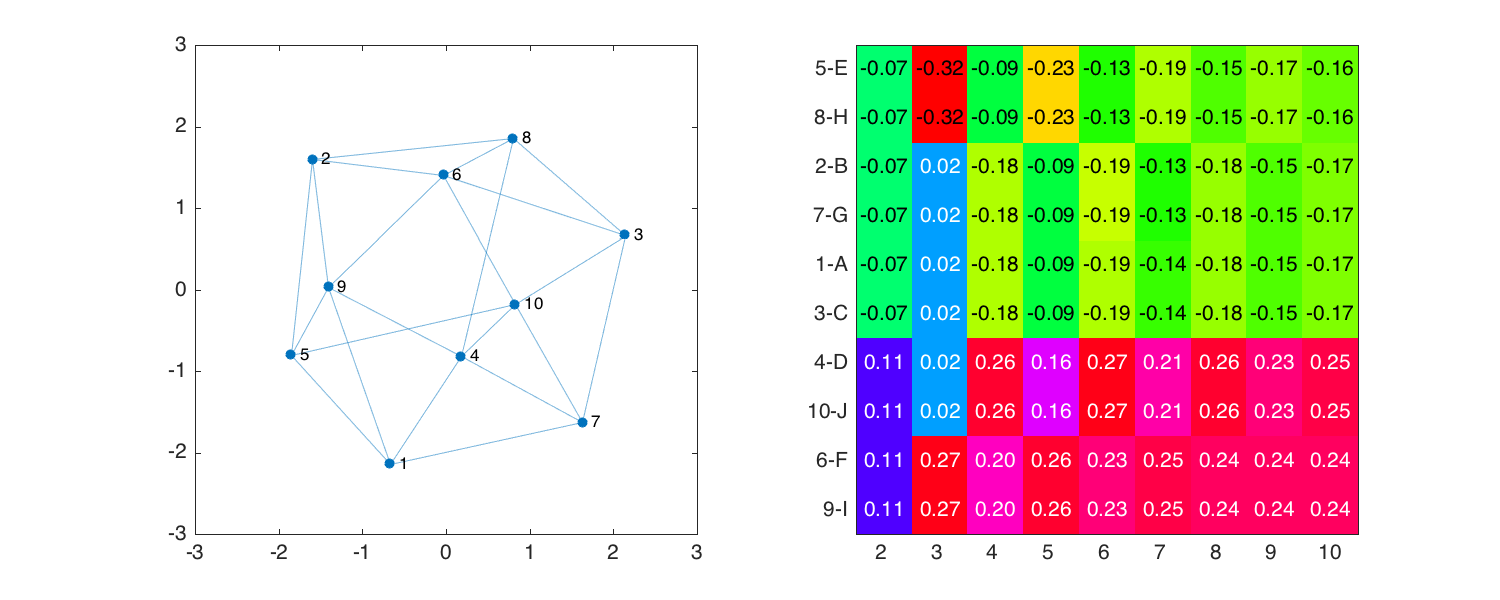 3
2
1
0
-1
-2
-3
-3 -2 -1 0 1 2 3
8
2
6
3
9
10
5
4
7
1
5-E -0.07 -0.32 -0.09 -0.23 -0.13 -0.19 -0.15 -0.17 -0.16
8-H -0.07 -0.32 -0.09 -0.23 -0.13 -0.19 -0.15 -0.17 -0.16
2-B -0.07 0.02 -0.18 -0.09 -0.19 -0.13 -0.18 -0.15 -0.17
7-G -0.07 0.02 -0.18 -0.09 -0.19 -0.13 -0.18 -0.15 -0.17
1-A -0.07 0.02 -0.18 -0.09 -0.19 -0.14 -0.18 -0.15 -0.17
3-C -0.07 0.02 -0.18 -0.09 -0.19 -0.14 -0.18 -0.15 -0.17
4-D 0.11 0.02 0.26 0.16 0.27 0.21 0.26 0.23 0.25
10-J 0.11 0.02 0.26 0.16 0.27 0.21 0.26 0.23 0.25
6-F 0.11 0.27 0.20 0.26 0.23 0.25 0.24 0.24 0.24
9-I 0.11 0.27 0.20 0.26 0.23 0.25 0.24 0.24 0.24
2 3 4 5 6 7 8 9 10